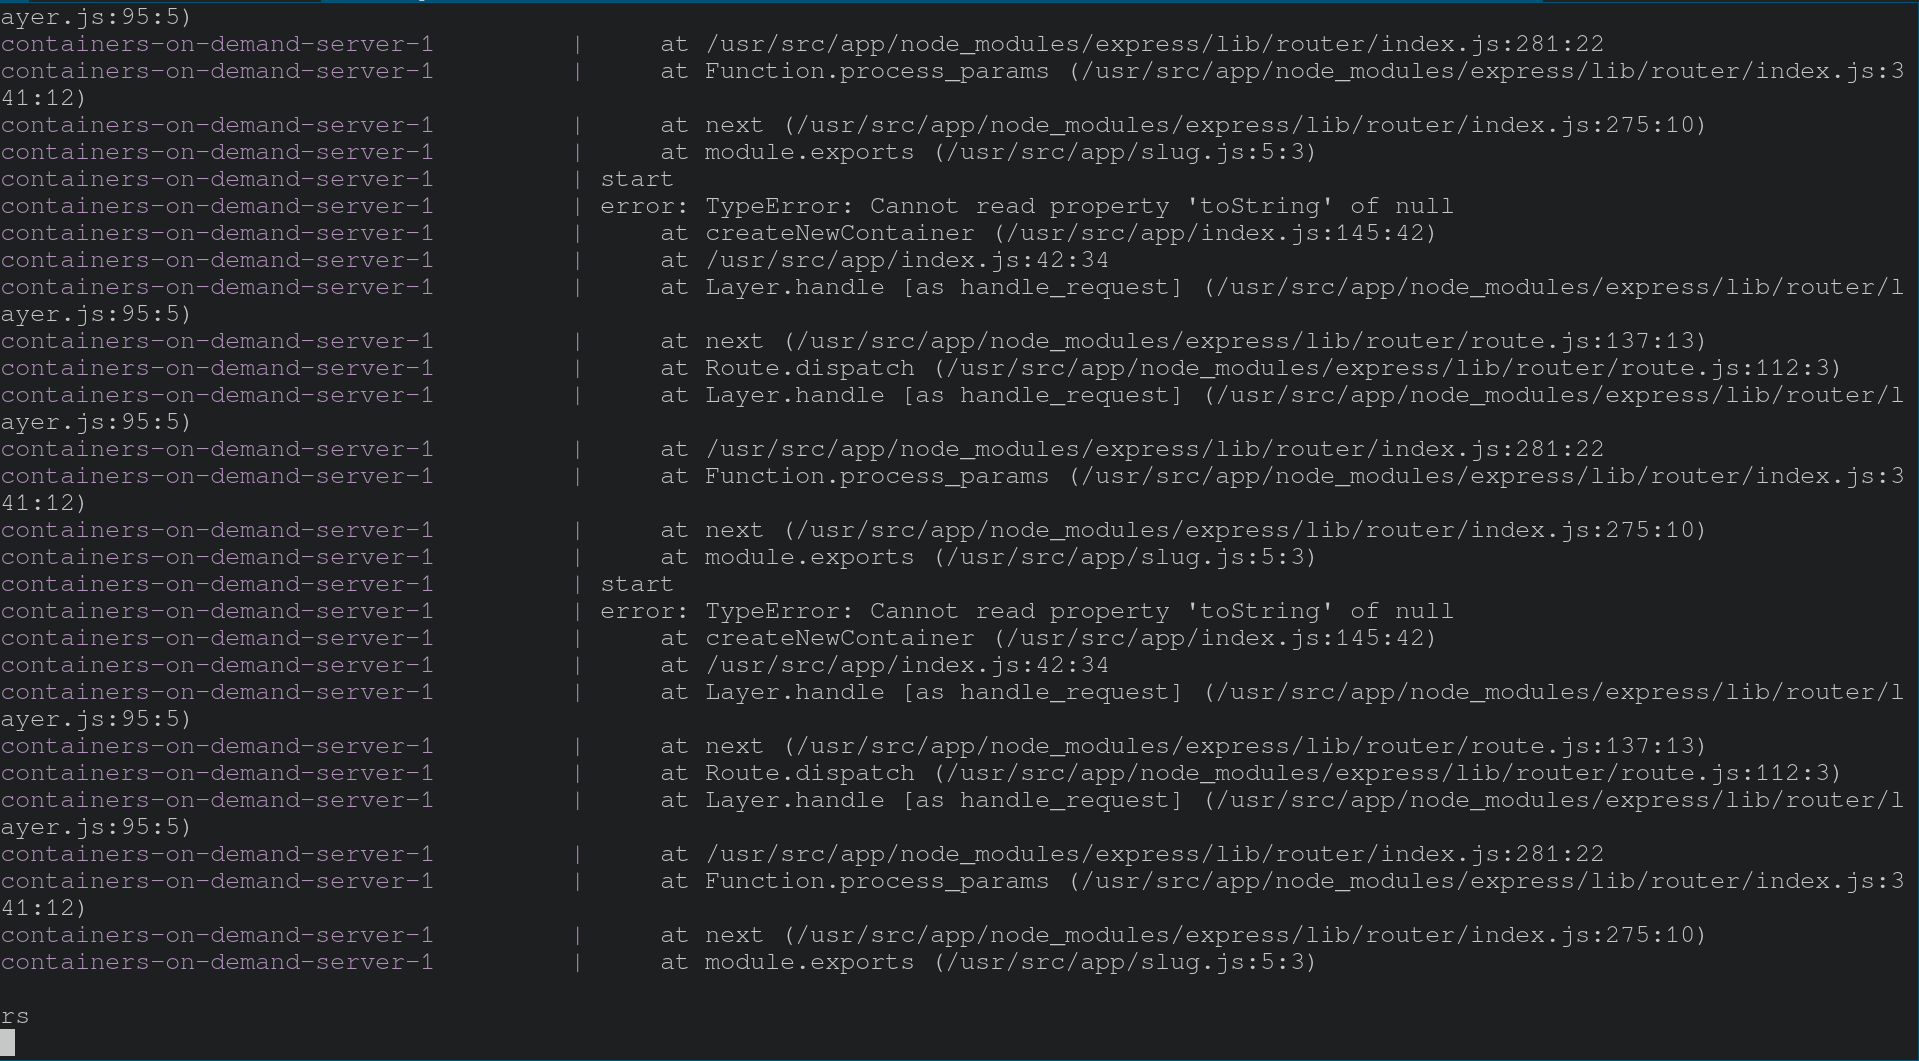 ayer.js:95:5)
containers-on-demand-server-1 | at /usr/src/app/node_modules/express/lib/router/index.js:281:22
containers-on-demand-server-1 | at Function.process_params (/usr/src/app/node_modules/express/lib/router/index.js:3
41:12)
containers-on-demand-server-1 | at next (/usr/src/app/node_modules/express/lib/router/index.js:275:10)
containers-on-demand-server-1 | at module.exports (/usr/src/app/slug.js:5:3)
containers-on-demand-server-1 | start
containers-on-demand-server-1 | error: TypeError: Cannot read property 'toString' of null
containers-on-demand-server-1 | at createNewContainer (/usr/src/app/index.js:145:42)
containers-on-demand-server-1 | at /usr/src/app/index.js:42:34
containers-on-demand-server-1 | at Layer.handle [as handle_request] (/usr/src/app/node_modules/express/lib/router/l
ayer.js:95:5)
containers-on-demand-server-1 | at next (/usr/src/app/node_modules/express/lib/router/route.js:137:13)
containers-on-demand-server-1 | at Route.dispatch (/usr/src/app/node_modules/express/lib/router/route.js:112:3)
containers-on-demand-server-1 | at Layer.handle [as handle_request] (/usr/src/app/node_modules/express/lib/router/l
ayer.js:95:5)
containers-on-demand-server-1 | at /usr/src/app/node_modules/express/lib/router/index.js:281:22
containers-on-demand-server-1 | at Function.process_params (/usr/src/app/node_modules/express/lib/router/index.js:3
41:12)
containers-on-demand-server-1 | at next (/usr/src/app/node_modules/express/lib/router/index.js:275:10)
containers-on-demand-server-1 | at module.exports (/usr/src/app/slug.js:5:3)
containers-on-demand-server-1 | start
containers-on-demand-server-1 | error: TypeError: Cannot read property 'toString' of null
containers-on-demand-server-1 | at createNewContainer (/usr/src/app/index.js:145:42)
containers-on-demand-server-1 | at /usr/src/app/index.js:42:34
containers-on-demand-server-1 | at Layer.handle [as handle_request] (/usr/src/app/node_modules/express/lib/router/l
ayer.js:95:5)
containers-on-demand-server-1 | at next (/usr/src/app/node_modules/express/lib/router/route.js:137:13)
containers-on-demand-server-1 | at Route.dispatch (/usr/src/app/node_modules/express/lib/router/route.js:112:3)
containers-on-demand-server-1 | at Layer.handle [as handle_request] (/usr/src/app/node_modules/express/lib/router/l
ayer.js:95:5)
containers-on-demand-server-1 | at /usr/src/app/node_modules/express/lib/router/index.js:281:22
containers-on-demand-server-1 | at Function.process_params (/usr/src/app/node_modules/express/lib/router/index.js:3
41:12)
containers-on-demand-server-1 | at next (/usr/src/app/node_modules/express/lib/router/index.js:275:10)
containers-on-demand-server-1 | at module.exports (/usr/src/app/slug.js:5:3)
rs